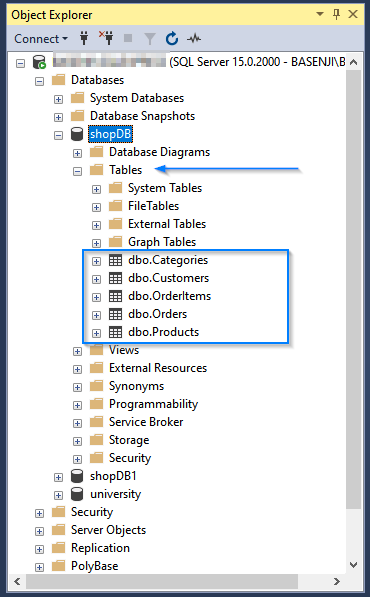 Object Explorer
Connect
(SQL Server 15.0.2000 - BASENJI\B
Databases
System Databases
Database Snapshots
shopDB
Database Diagrams
Tables
System Tables
FileTables
External Tables
Graph Tables
dbo.Categories
dbo.Customers
dbo.OrderItems
dbo.Orders
dbo.Products
Views
External Resources
Synonyms
Programmability
Service Broker
Storage
Security
shopDB1
university
Security
Server Objects
Replication
PolyBase